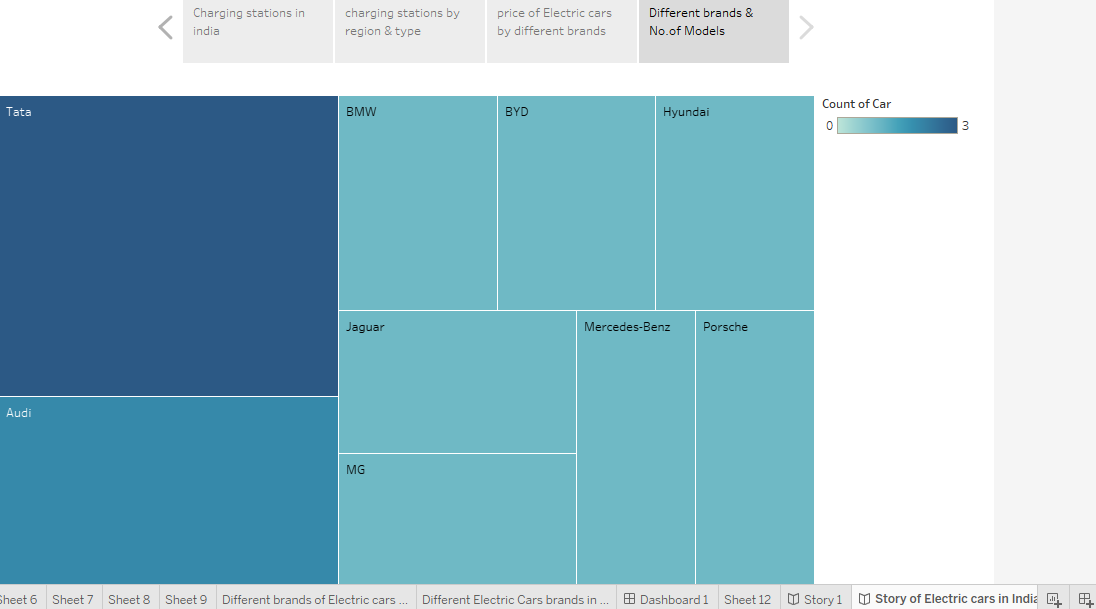 Charging stations in
india
charging stations by
region & type
price of Electric cars
by different brands
Different brands &
No.of Models
Tata
BMW
BYD
Hyundai
Count of Car
0
3
Jaguar
Mercedes-Benz
Porsche
Audi
MG
Sheet 6
Sheet 7
Sheet 8
Sheet 9
Different brands of Electric cars ...
Different Electric Cars brands in ...
Dashboard 1
Sheet 12
Story 1
Story of Electric cars in India